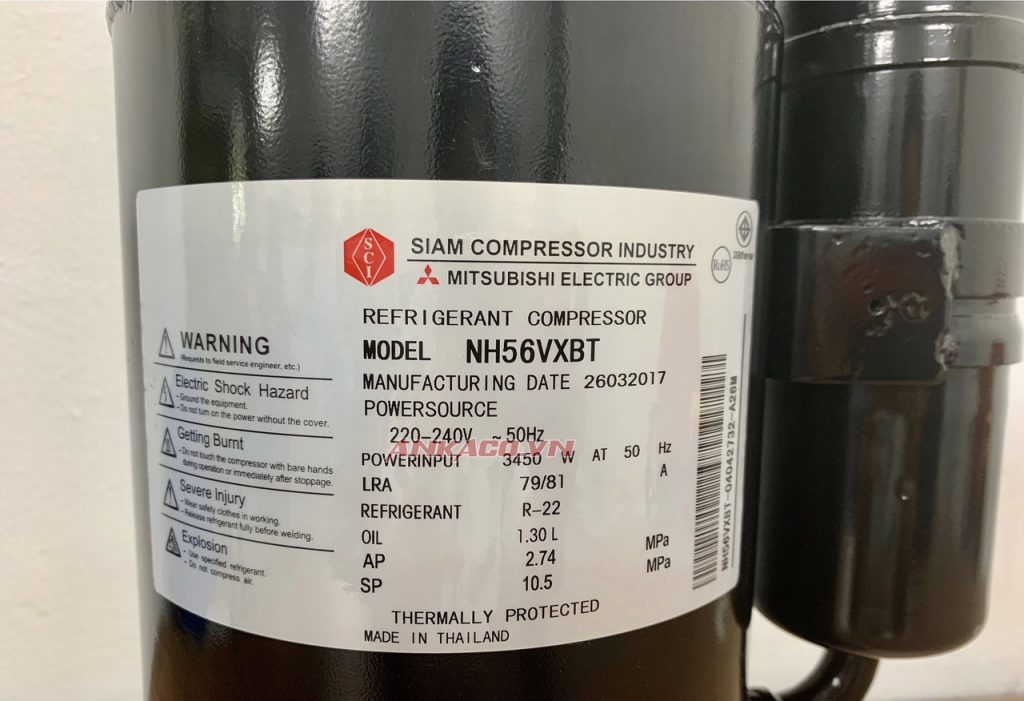 SCI
SIAM COMPRESSOR INDUSTRY
MITSUBISHI ELECTRIC GROUP
RoHS
REFRIGERANT COMPRESSOR
MODEL NH56VXBT
MANUFACTURING DATE 26032017
POWERSOURCE
220-240V ~50Hz
ANKACO.VN
POWERINPUT 3450 W AT 50 Hz
LRA 79/81 A
REFRIGERANT R-22
OIL 1.30 L
AP 2.74 MPa
SP 10.5 MPa
THERMALLY PROTECTED
MADE IN THAILAND
WARNING
(Requests to field service engineer, etc.)
Electric Shock Hazard
- Ground the equipment.
- Do not turn on the power without the cover.
Getting Burnt
- Do not touch the compressor with bare hands
during operation or immediately after stoppage.
Severe Injury
- Wear safety clothes in working.
- Release refrigerant fully before welding.
Explosion
- Use specified refrigerant.
- Do not compress air.
NH56VXBT-04042732-A26M